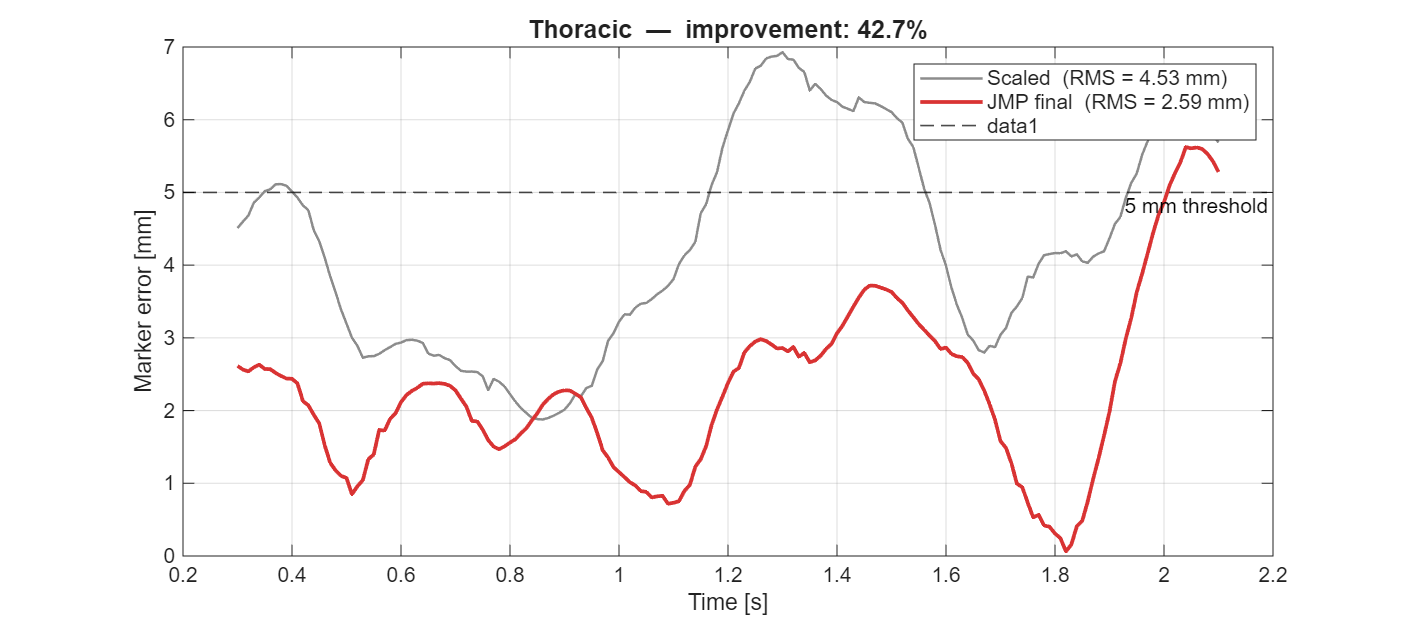 Thoracic — improvement: 42.7%
7
6
5
4
3
2
1
0
Marker error [mm]
Scaled (RMS = 4.53 mm)
JMP final (RMS = 2.59 mm)
data1
5 mm threshold
0.2 0.4 0.6 0.8 1 1.2 1.4 1.6 1.8 2 2.2
Time [s]